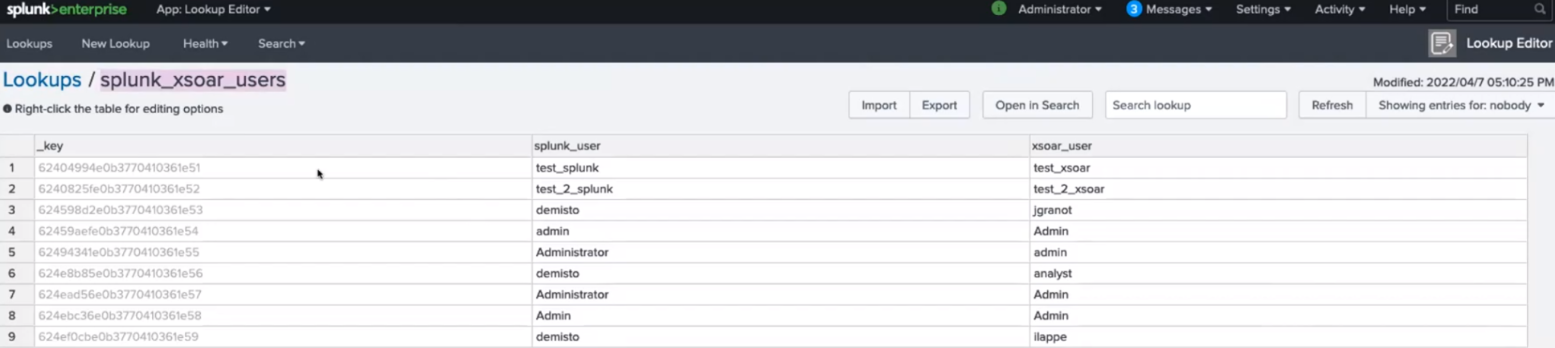 splunk>enterprise App: Lookup Editor Administrator 3 Messages Settings Activity Help Find
Lookups New Lookup Health Search Lookup Editor
Lookups / splunk_xsoar_users
Modified: 2022/04/7 05:10:25 PM
Right-click the table for editing options
Import Export Open in Search Search lookup Refresh Showing entries for: nobody
_key splunk_user xsoar_user
1 62404994e0b3770410361e51 test_splunk test_xsoar
2 6240825fe0b3770410361e52 test_2_splunk test_2_xsoar
3 624598d2e0b3770410361e53 demisto jgranot
4 62459aefe0b3770410361e54 admin Admin
5 62494341e0b3770410361e55 Administrator admin
6 624e8b85e0b3770410361e56 demisto analyst
7 624ead56e0b3770410361e57 Administrator Admin
8 624ebc36e0b3770410361e58 Admin Admin
9 624ef0cbe0b3770410361e59 demisto ilappe